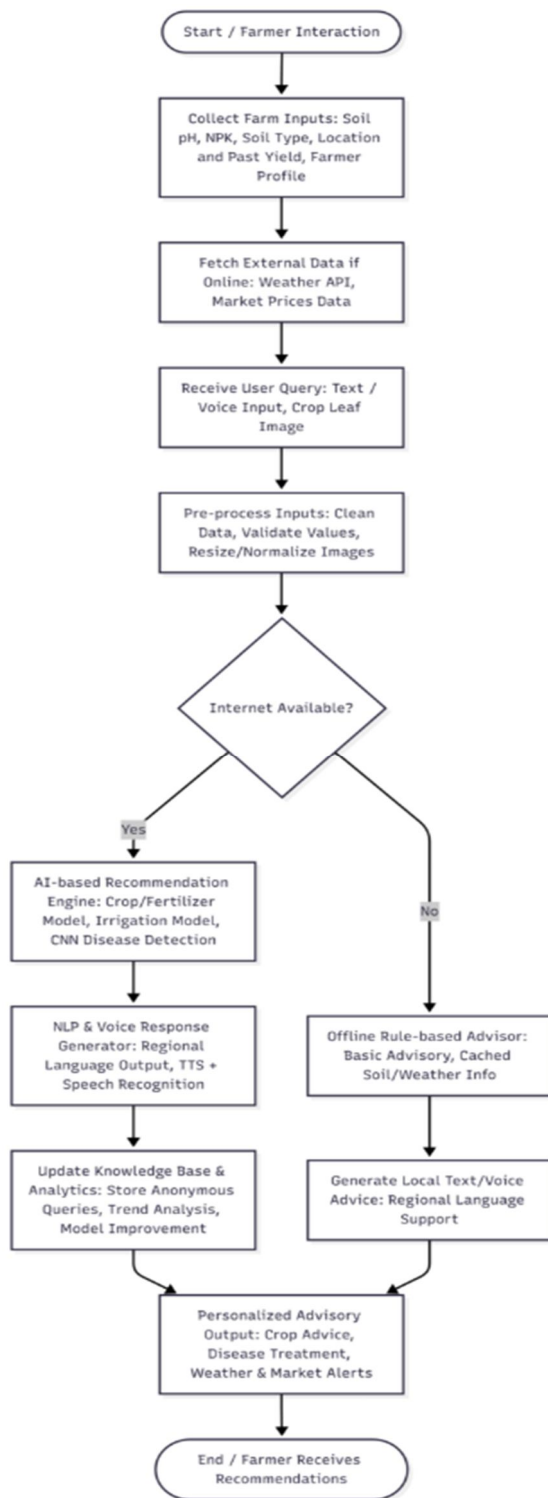 Start / Farmer Interaction
Collect Farm Inputs: Soil
pH, NPK, Soil Type, Location
and Past Yield, Farmer
Profile
Fetch External Data if
Online: Weather API,
Market Prices Data
Receive User Query: Text /
Voice Input, Crop Leaf
Image
Pre-process Inputs: Clean
Data, Validate Values,
Resize/Normalize Images
Internet Available?
Yes
AI-based Recommendation
Engine: Crop/Fertilizer
Model, Irrigation Model,
CNN Disease Detection
No
NLP & Voice Response
Generator: Regional
Language Output, TTS +
Speech Recognition
Offline Rule-based Advisor:
Basic Advisory, Cached
Soil/Weather Info
Update Knowledge Base &
Analytics: Store Anonymous
Queries, Trend Analysis,
Model Improvement
Generate Local Text/Voice
Advice: Regional Language
Support
Personalized Advisory
Output: Crop Advice,
Disease Treatment,
Weather & Market Alerts
End / Farmer Receives
Recommendations